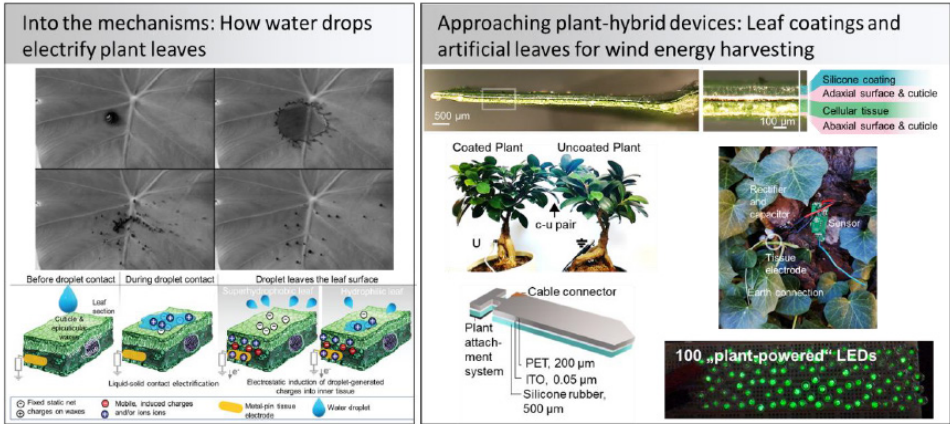 Into the mechanisms: How water drops
electrify plant leaves
Before droplet contact
During droplet contact
Droplet leaves the leaf surface
Superhydrophobic leaf
Hydrophilic leaf
Leaf
section
Cuticle &
epicuticular
waxes
e⁻
e⁻
Liquid-solid contact electrification
Electrostatic induction of droplet-generated
charges into inner tissue
Fixed static net
charges on waxes
Mobile, induced charges
and/or ions ions
Metal-pin tissue
electrode
Water droplet
Approaching plant-hybrid devices: Leaf coatings and
artificial leaves for wind energy harvesting
500 µm
100 µm
Silicone coating
Adaxial surface & cuticle
Cellular tissue
Abaxial surface & cuticle
Coated Plant
Uncoated Plant
c-u pair
U
Rectifier
and
capacitor
Sensor
Tissue
electrode
Earth connection
Cable connector
Plant
attach-
ment
system
PET, 200 µm
ITO, 0.05 µm
Silicone rubber,
500 µm
100 „plant-powered“ LEDs